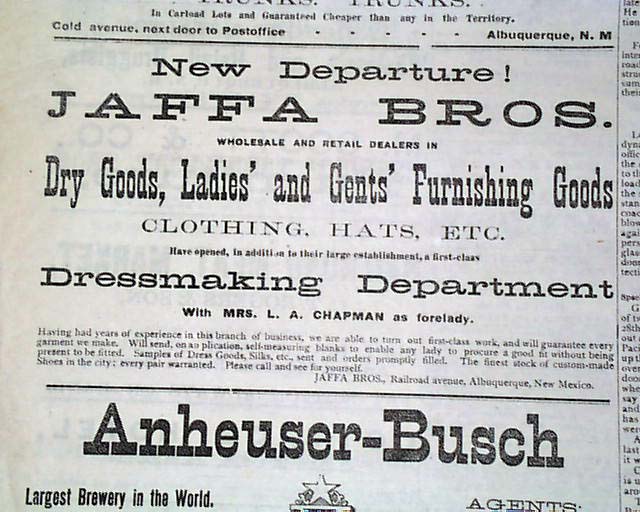 TRUNKS. TRUNKS.
In Carload Lots and Guaranteed Cheaper than any in the Territory.
Gold avenue, next door to Postoffice - - - - - Albuquerque, N. M
New Departure!
JAFFA BROS.
WHOLESALE AND RETAIL DEALERS IN
Dry Goods, Ladies' and Gents' Furnishing Goods
CLOTHING, HATS, ETC.
Have opened, in addition to their large establishment, a first-class
Dressmaking Department
With MRS. L. A. CHAPMAN as forelady.
Having had years of experience in this branch of business, we are able to turn out first-class work, and will guarantee every
garment we make. Will send, on application, self-measuring blanks to enable any lady to procure a good fit without being
present to be fitted. Samples of Dress Goods, Silks, etc., sent and orders promptly filled. The finest stock of custom-made
Shoes in the city; every pair warranted. Please call and see for yourself.
JAFFA BROS., Railroad avenue, Albuquerque, New Mexico.
Anheuser-Busch
Largest Brewery in the World.
AGENTS: